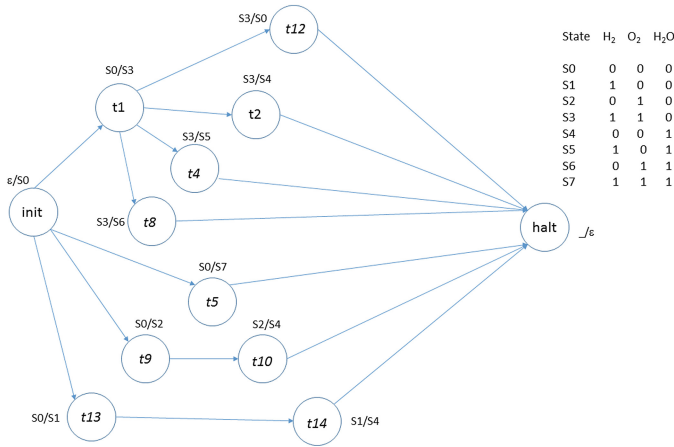 S3/S0
t12
State H2 O2 H2O
S0 0 0 0
S1 1 0 0
S2 0 1 0
S3 1 1 0
S4 0 0 1
S5 1 0 1
S6 0 1 1
S7 1 1 1
S0/S3
t1
S3/S4
t2
S3/S5
t4
ε/S0
init
S3/S6
t8
halt
_/ε
S0/S7
t5
S0/S2
t9
S2/S4
t10
S0/S1
t13
t14
S1/S4